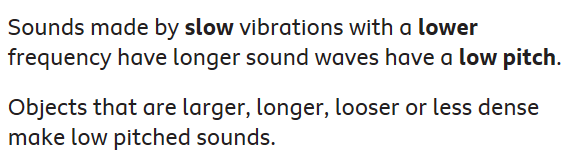 Sounds made by slow vibrations with a lower
frequency have longer sound waves have a low pitch.
Objects that are larger, longer, looser or less dense
make low pitched sounds.